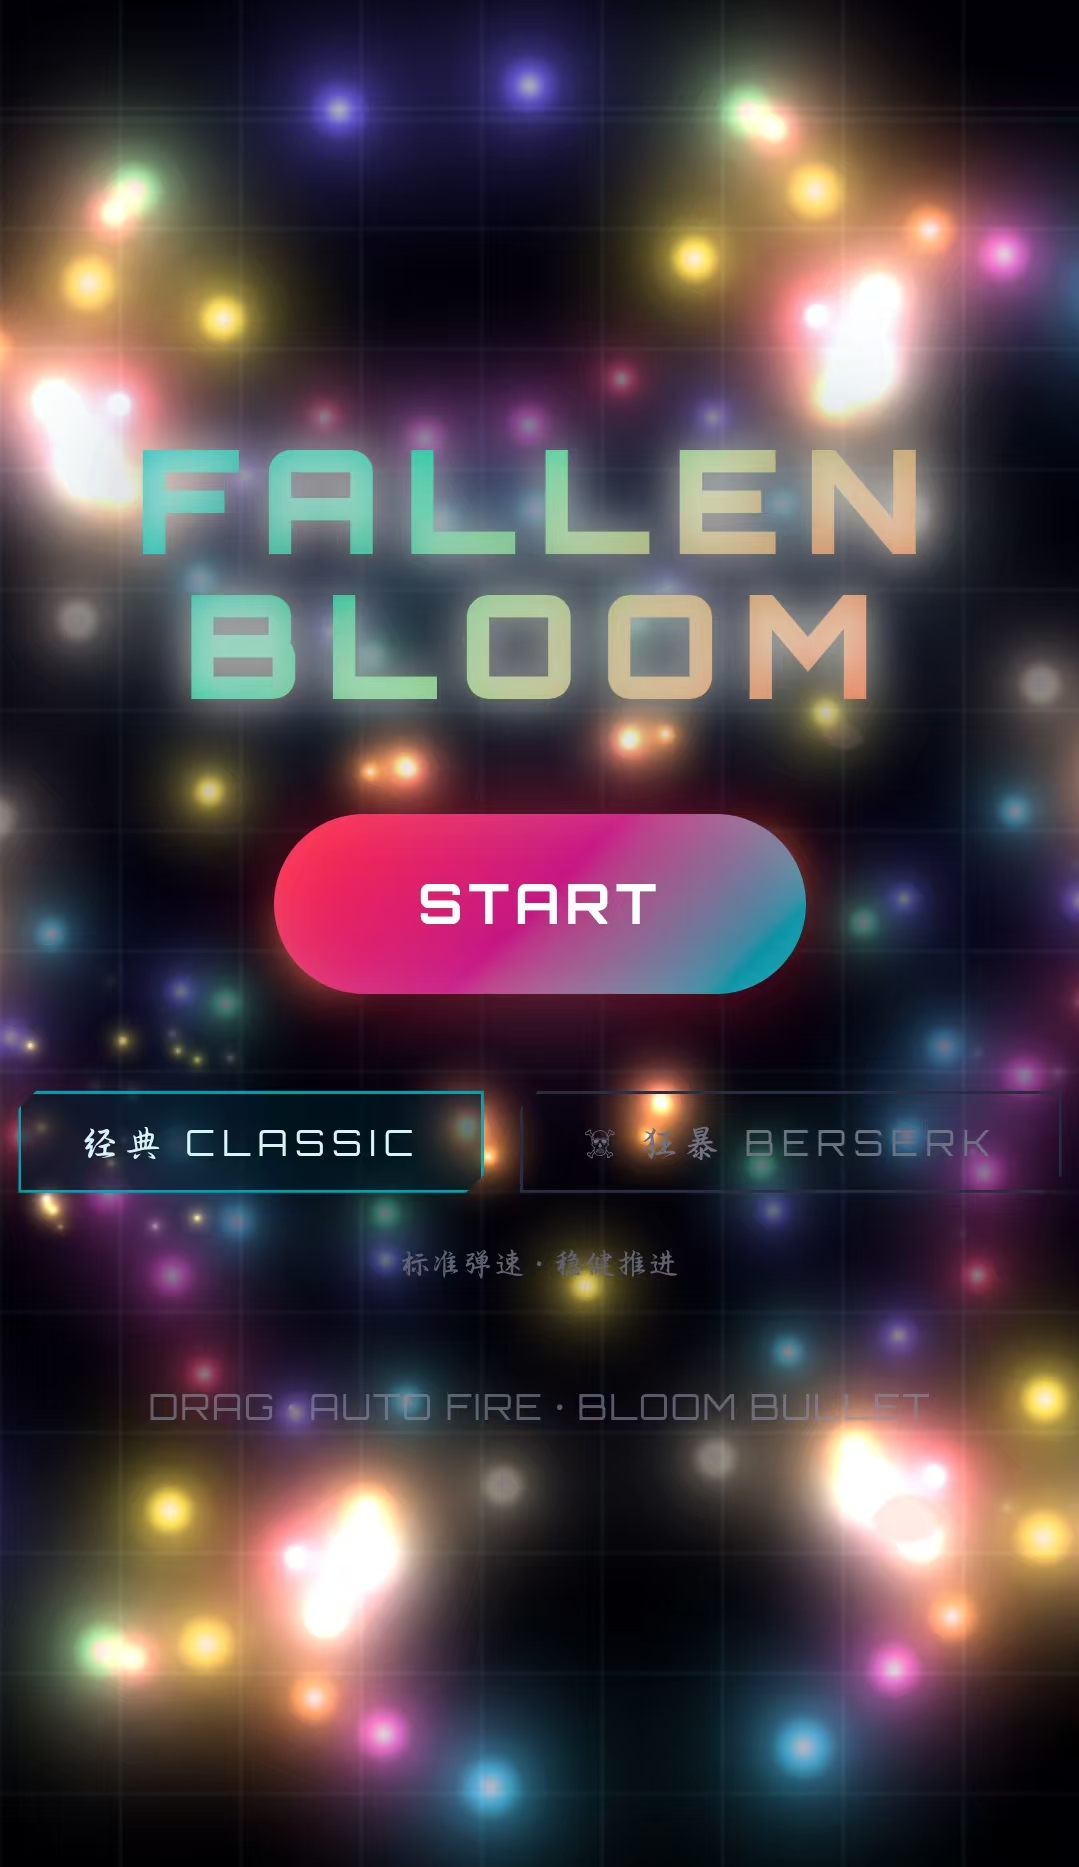 FALLEN
BLOOM
START
经典 CLASSIC
☠ 狂暴 BERSERK
标准弹速 · 稳健推进
DRAG · AUTO FIRE · BLOOM BULLET